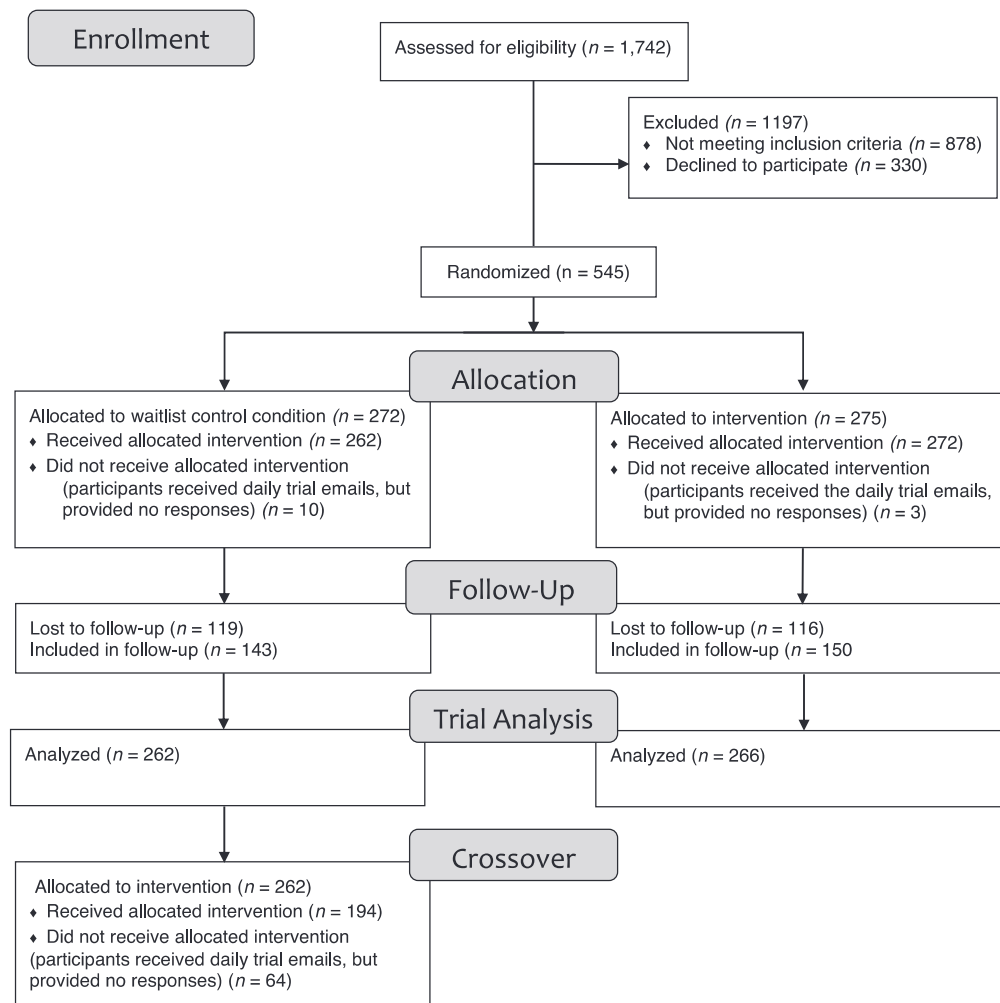 Enrollment
Assessed for eligibility (n = 1,742)
Excluded (n = 1197)
♦ Not meeting inclusion criteria (n = 878)
♦ Declined to participate (n = 330)
Randomized (n = 545)
Allocation
Allocated to waitlist control condition (n = 272)
♦ Received allocated intervention (n = 262)
♦ Did not receive allocated intervention
(participants received daily trial emails, but
provided no responses) (n = 10)
Allocated to intervention (n = 275)
♦ Received allocated intervention (n = 272)
♦ Did not receive allocated intervention
(participants received the daily trial emails,
but provided no responses) (n = 3)
Follow-Up
Lost to follow-up (n = 119)
Included in follow-up (n = 143)
Lost to follow-up (n = 116)
Included in follow-up (n = 150
Trial Analysis
Analyzed (n = 262)
Analyzed (n = 266)
Crossover
Allocated to intervention (n = 262)
♦ Received allocated intervention (n = 194)
♦ Did not receive allocated intervention
(participants received daily trial emails, but
provided no responses) (n = 64)